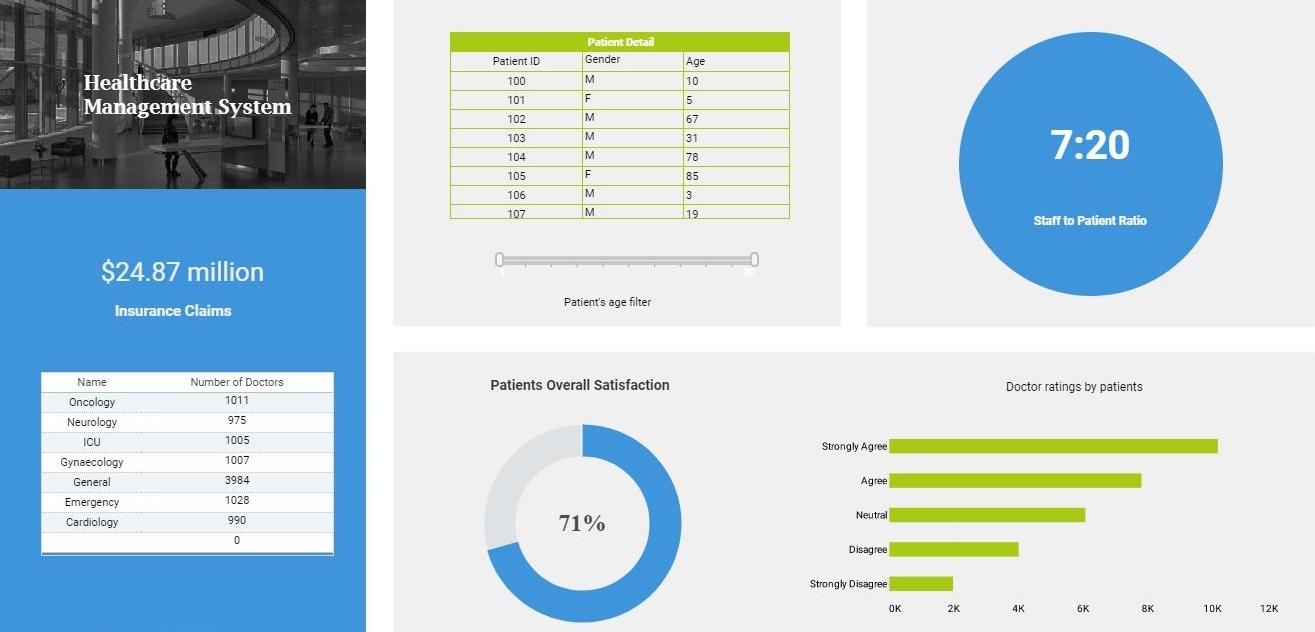 Healthcare
Management System
$24.87 million
Insurance Claims
Name Number of Doctors
Oncology 1011
Neurology 975
ICU 1005
Gynaecology 1007
General 3984
Emergency 1028
Cardiology 990
0
Patient Detail
Patient ID Gender Age
100 M 10
101 F 5
102 M 67
103 M 31
104 M 78
105 F 85
106 M 3
107 M 19
Patient's age filter
7:20
Staff to Patient Ratio
Patients Overall Satisfaction
71%
Doctor ratings by patients
Strongly Agree
Agree
Neutral
Disagree
Strongly Disagree
0K 2K 4K 6K 8K 10K 12K